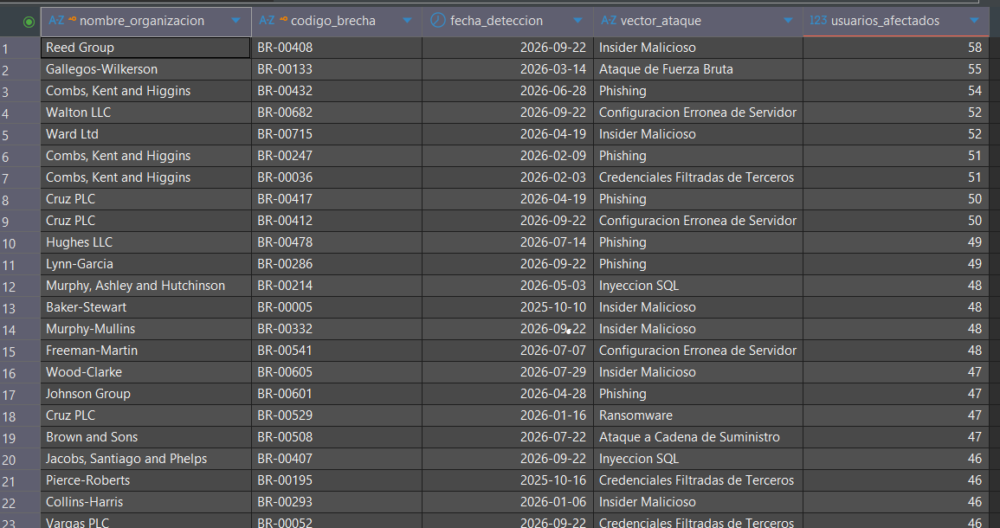 A-Z nombre_organizacion A-Z codigo_brecha fecha_deteccion A-Z vector_ataque 123 usuarios_afectados
1 Reed Group BR-00408 2026-09-22 Insider Malicioso 58
2 Gallegos-Wilkerson BR-00133 2026-03-14 Ataque de Fuerza Bruta 55
3 Combs, Kent and Higgins BR-00432 2026-06-28 Phishing 54
4 Walton LLC BR-00682 2026-09-22 Configuracion Erronea de Servidor 52
5 Ward Ltd BR-00715 2026-04-19 Insider Malicioso 52
6 Combs, Kent and Higgins BR-00247 2026-02-09 Phishing 51
7 Combs, Kent and Higgins BR-00036 2026-02-03 Credenciales Filtradas de Terceros 51
8 Cruz PLC BR-00417 2026-04-19 Phishing 50
9 Cruz PLC BR-00412 2026-09-22 Configuracion Erronea de Servidor 50
10 Hughes LLC BR-00478 2026-07-14 Phishing 49
11 Lynn-Garcia BR-00286 2026-09-22 Phishing 49
12 Murphy, Ashley and Hutchinson BR-00214 2026-05-03 Inyeccion SQL 48
13 Baker-Stewart BR-00005 2025-10-10 Insider Malicioso 48
14 Murphy-Mullins BR-00332 2026-09-22 Insider Malicioso 48
15 Freeman-Martin BR-00541 2026-07-07 Configuracion Erronea de Servidor 48
16 Wood-Clarke BR-00605 2026-07-29 Insider Malicioso 47
17 Johnson Group BR-00601 2026-04-28 Phishing 47
18 Cruz PLC BR-00529 2026-01-16 Ransomware 47
19 Brown and Sons BR-00508 2026-07-22 Ataque a Cadena de Suministro 47
20 Jacobs, Santiago and Phelps BR-00407 2026-09-22 Inyeccion SQL 46
21 Pierce-Roberts BR-00195 2025-10-16 Credenciales Filtradas de Terceros 46
22 Collins-Harris BR-00293 2026-01-06 Insider Malicioso 46
23 Vargas PLC BR-00052 2026-09-22 Credenciales Filtradas de Terceros 46